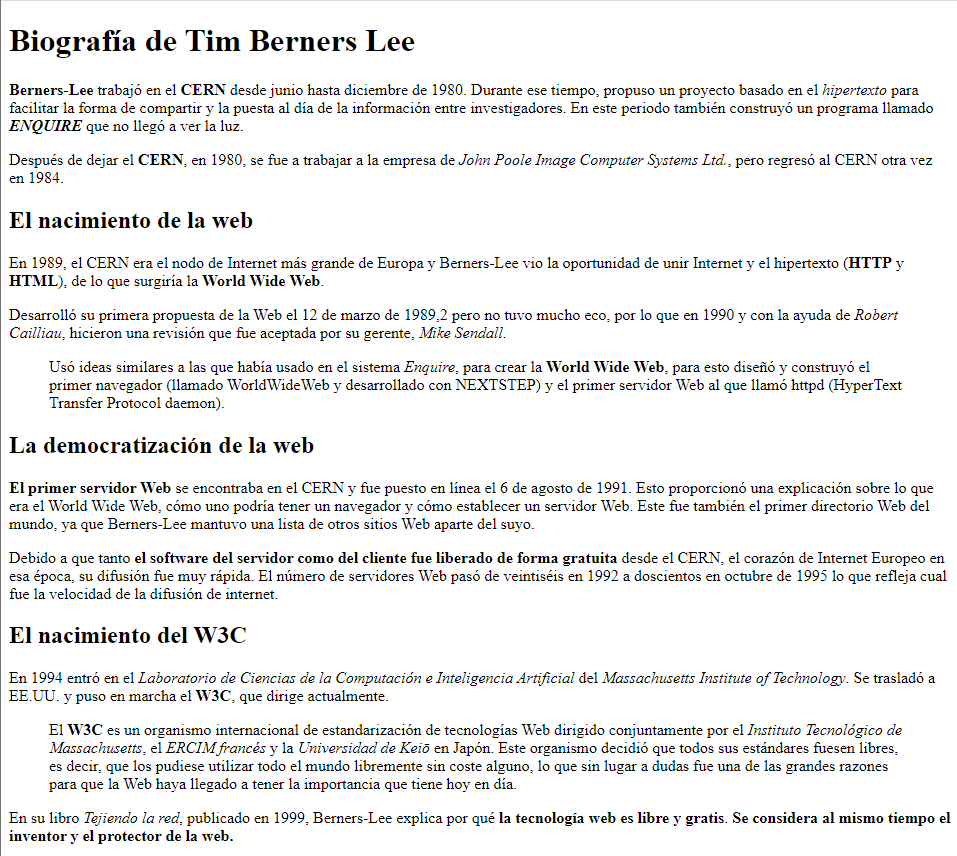 Biografía de Tim Berners Lee
Berners-Lee trabajó en el CERN desde junio hasta diciembre de 1980. Durante ese tiempo, propuso un proyecto basado en el hipertexto para
facilitar la forma de compartir y la puesta al día de la información entre investigadores. En este periodo también construyó un programa llamado
ENQUIRE que no llegó a ver la luz.
Después de dejar el CERN, en 1980, se fue a trabajar a la empresa de John Poole Image Computer Systems Ltd., pero regresó al CERN otra vez
en 1984.
El nacimiento de la web
En 1989, el CERN era el nodo de Internet más grande de Europa y Berners-Lee vio la oportunidad de unir Internet y el hipertexto (HTTP y
HTML), de lo que surgiría la World Wide Web.
Desarrolló su primera propuesta de la Web el 12 de marzo de 1989,2 pero no tuvo mucho eco, por lo que en 1990 y con la ayuda de Robert
Cailliau, hicieron una revisión que fue aceptada por su gerente, Mike Sendall.
Usó ideas similares a las que había usado en el sistema Enquire, para crear la World Wide Web, para esto diseñó y construyó el
primer navegador (llamado WorldWideWeb y desarrollado con NEXTSTEP) y el primer servidor Web al que llamó httpd (HyperText
Transfer Protocol daemon).
La democratización de la web
El primer servidor Web se encontraba en el CERN y fue puesto en línea el 6 de agosto de 1991. Esto proporcionó una explicación sobre lo que
era el World Wide Web, cómo uno podría tener un navegador y cómo establecer un servidor Web. Este fue también el primer directorio Web del
mundo, ya que Berners-Lee mantuvo una lista de otros sitios Web aparte del suyo.
Debido a que tanto el software del servidor como del cliente fue liberado de forma gratuita desde el CERN, el corazón de Internet Europeo en
esa época, su difusión fue muy rápida. El número de servidores Web pasó de veintiséis en 1992 a doscientos en octubre de 1995 lo que refleja cual
fue la velocidad de la difusión de internet.
El nacimiento del W3C
En 1994 entró en el Laboratorio de Ciencias de la Computación e Inteligencia Artificial del Massachusetts Institute of Technology. Se trasladó a
EE.UU. y puso en marcha el W3C, que dirige actualmente.
El W3C es un organismo internacional de estandarización de tecnologías Web dirigido conjuntamente por el Instituto Tecnológico de
Massachusetts, el ERCIM francés y la Universidad de Keiō en Japón. Este organismo decidió que todos sus estándares fuesen libres,
es decir, que los pudiese utilizar todo el mundo libremente sin coste alguno, lo que sin lugar a dudas fue una de las grandes razones
para que la Web haya llegado a tener la importancia que tiene hoy en día.
En su libro Tejiendo la red, publicado en 1999, Berners-Lee explica por qué la tecnología web es libre y gratis. Se considera al mismo tiempo el
inventor y el protector de la web.